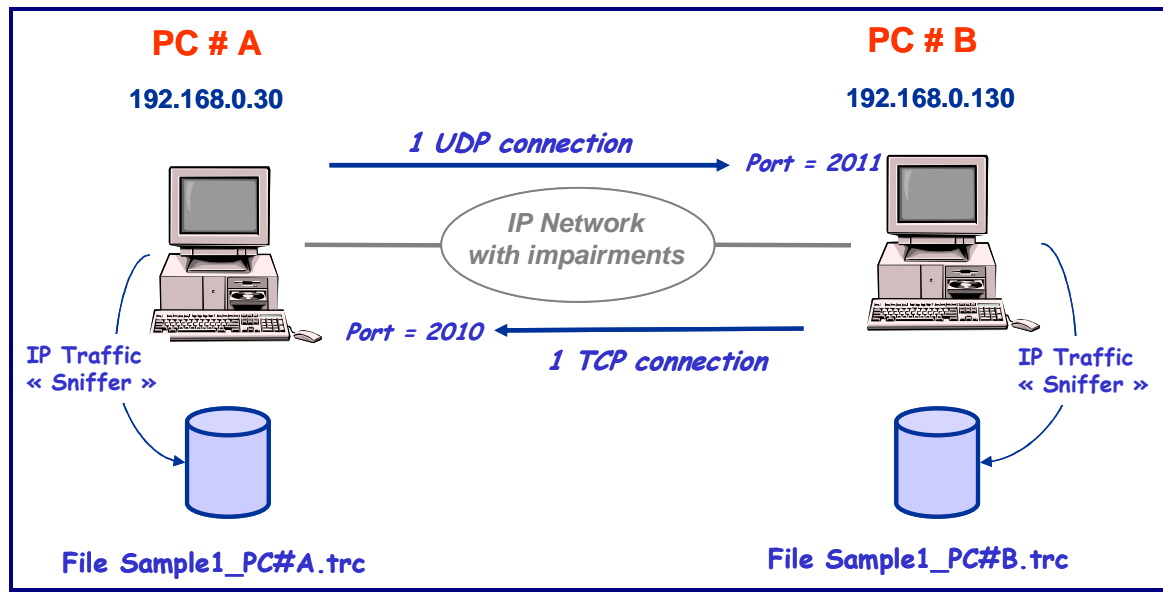 PC # A
PC # B
192.168.0.30
192.168.0.130
1 UDP connection
Port = 2011
IP Network
with impairments
Port = 2010
1 TCP connection
IP Traffic
« Sniffer »
IP Traffic
« Sniffer »
File Sample1_PC#A.trc
File Sample1_PC#B.trc